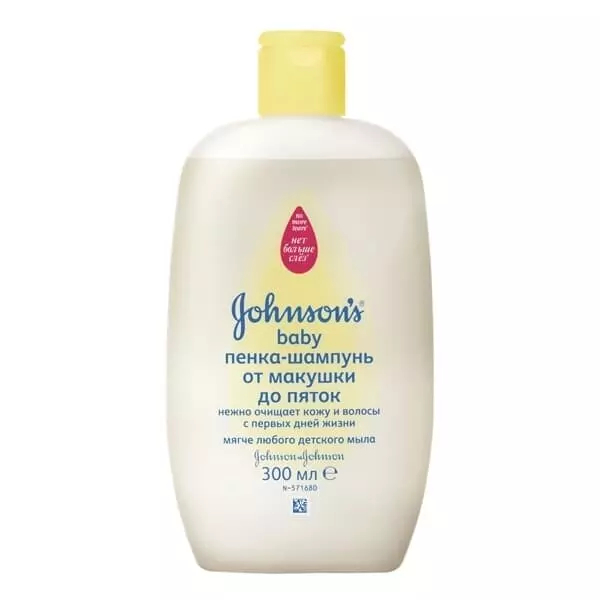 no
more
tears
нет
больше
слёз
Johnson's®
baby
пенка-шампунь
от макушки
до пяток
нежно очищает кожу и волосы
с первых дней жизни
мягче любого детского мыла
Johnson & Johnson
300 мл ℮
N-571680